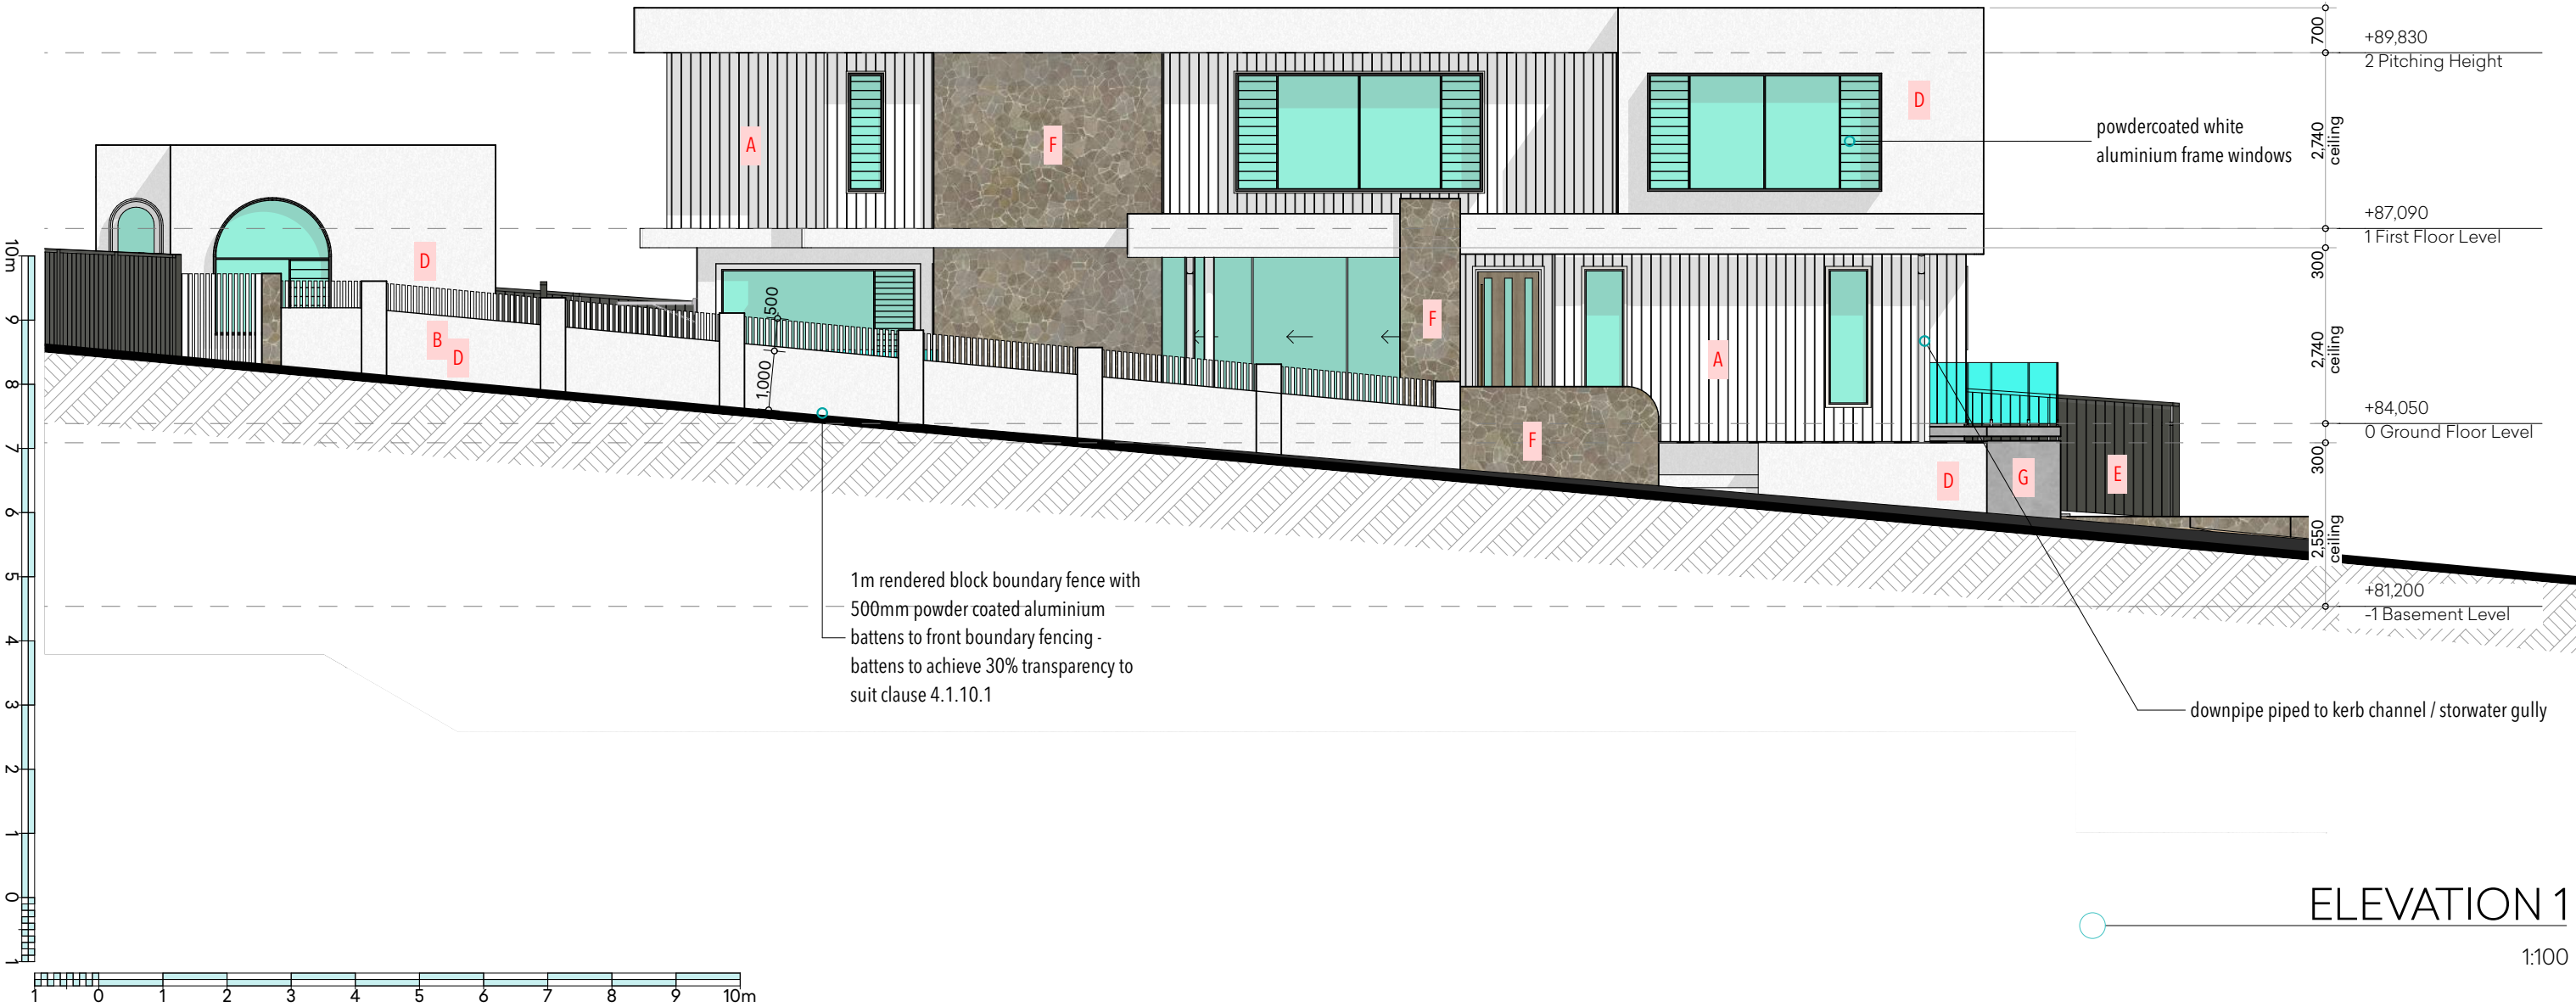 700
+89,830
2 Pitching Height
D
A
F
powdercoated white
aluminium frame windows
2,740
ceiling
+87,090
1 First Floor Level
300
D
F
500
B
D
1,000
A
2,740
ceiling
+84,050
0 Ground Floor Level
300
F
D
G
E
2,550
ceiling
+81,200
-1 Basement Level
1m rendered block boundary fence with
500mm powder coated aluminium
battens to front boundary fencing -
battens to achieve 30% transparency to
suit clause 4.1.10.1
downpipe piped to kerb channel / storwater gully
10m
9
8
7
6
5
4
3
2
1
0
1
1 0 1 2 3 4 5 6 7 8 9 10m
ELEVATION 1
1:100